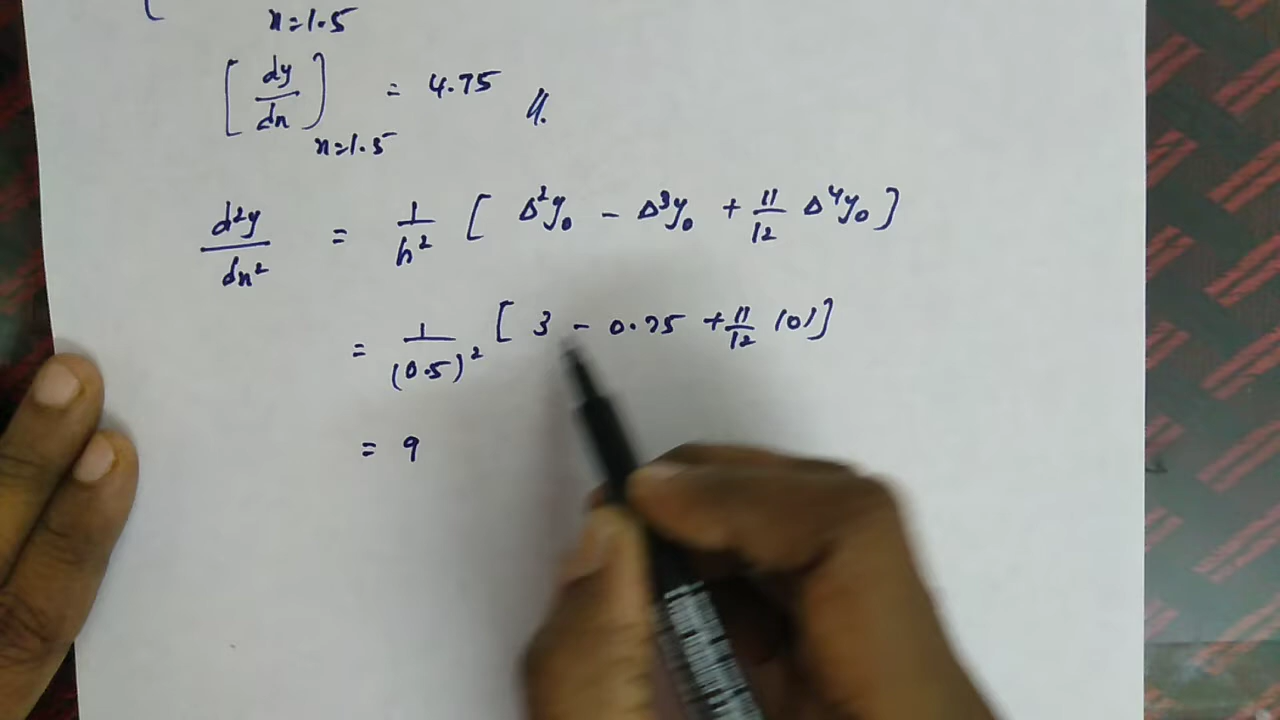 x=1.5
[dy/dx] x=1.5 = 4.75 //.
d²y/dx² = 1/h² [ Δ²y₀ - Δ³y₀ + 11/12 Δ⁴y₀ ]
= 1/(0.5)² [ 3 - 0.75 + 11/12 (0) ]
= 9